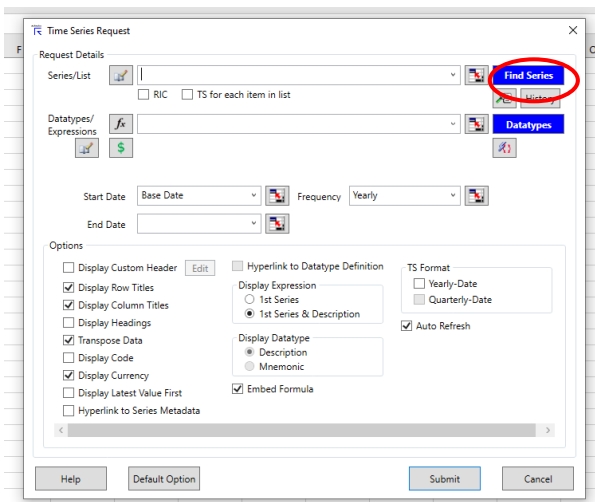 Time Series Request
F
Request Details
Series/List
Find Series
RIC
TS for each item in list
History
Datatypes/
Expressions
fx
Datatypes
$
Start Date
Base Date
Frequency
Yearly
End Date
Options
Display Custom Header
Edit
Display Row Titles
Display Column Titles
Display Headings
Transpose Data
Display Code
Display Currency
Display Latest Value First
Hyperlink to Series Metadata
Hyperlink to Datatype Definition
Display Expression
1st Series
1st Series & Description
Display Datatype
Description
Mnemonic
Embed Formula
TS Format
Yearly-Date
Quarterly-Date
Auto Refresh
Help
Default Option
Submit
Cancel